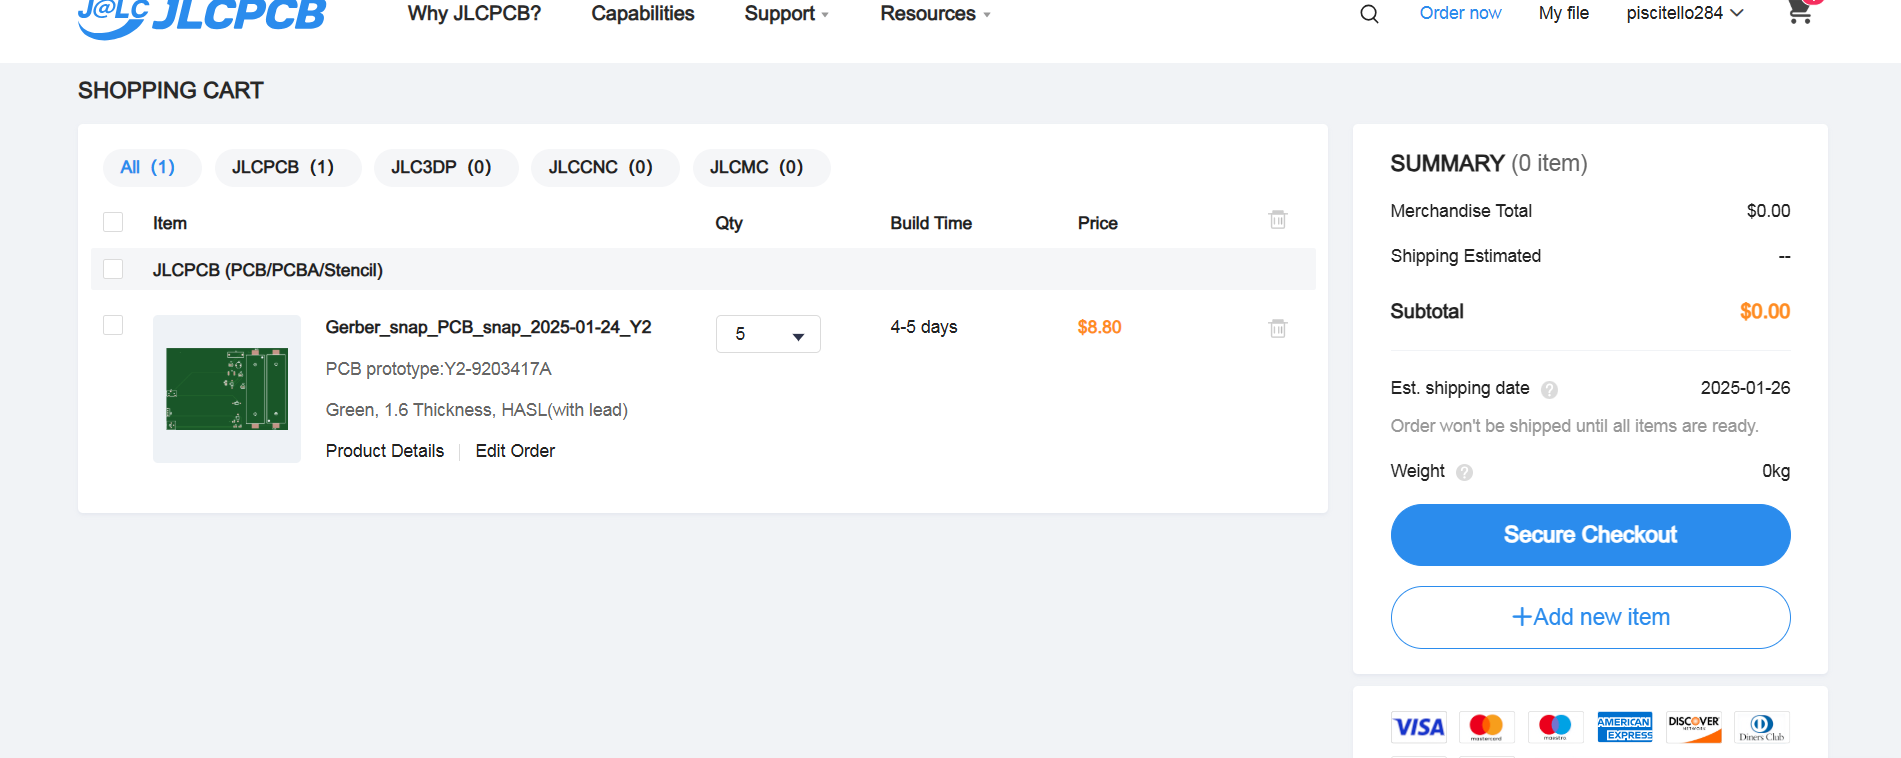 J@LC JLCPCB
Why JLCPCB?
Capabilities
Support
Resources
Order now
My file
piscitello284
SHOPPING CART
All (1)
JLCPCB (1)
JLC3DP (0)
JLCCNC (0)
JLCMC (0)
Item
Qty
Build Time
Price
JLCPCB (PCB/PCBA/Stencil)
Gerber_snap_PCB_snap_2025-01-24_Y2
5
4-5 days
$8.80
PCB prototype:Y2-9203417A
Green, 1.6 Thickness, HASL(with lead)
Product Details
Edit Order
SUMMARY (0 item)
Merchandise Total
$0.00
Shipping Estimated
--
Subtotal
$0.00
Est. shipping date ?
2025-01-26
Order won't be shipped until all items are ready.
Weight ?
0kg
Secure Checkout
+Add new item
VISA
mastercard
maestro
AMERICAN
EXPRESS
DISCOVER
NETWORK
Diners Club